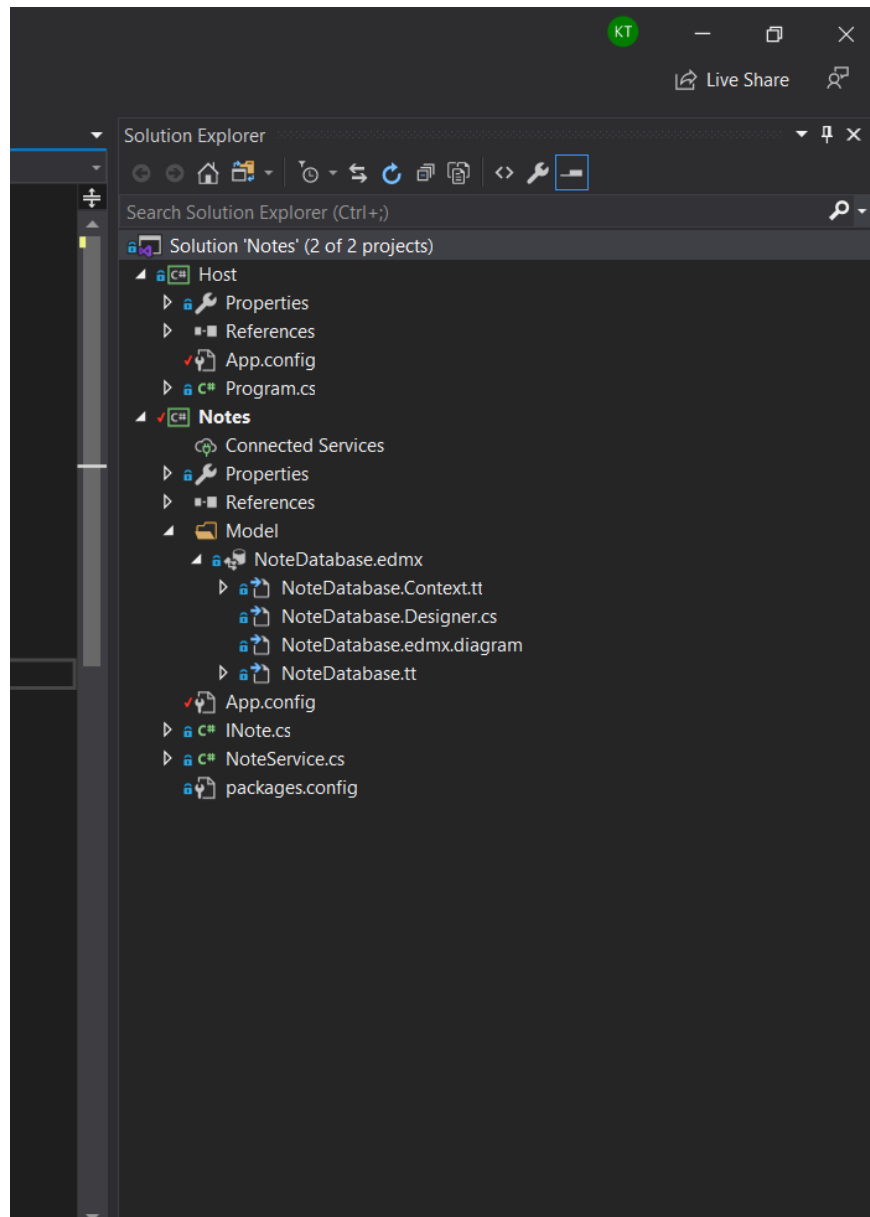 KT
Live Share
Solution Explorer
Search Solution Explorer (Ctrl+;)
Solution 'Notes' (2 of 2 projects)
C# Host
Properties
References
App.config
C# Program.cs
C# Notes
Connected Services
Properties
References
Model
NoteDatabase.edmx
NoteDatabase.Context.tt
NoteDatabase.Designer.cs
NoteDatabase.edmx.diagram
NoteDatabase.tt
App.config
C# INote.cs
C# NoteService.cs
packages.config